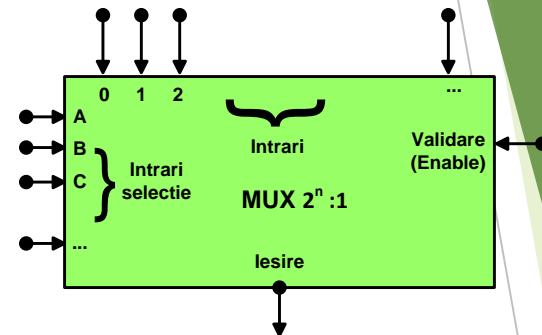 0 1 2 ...
A
B
C
...
Intrari
selectie
Intrari
Validare
(Enable)
MUX 2ⁿ :1
Iesire